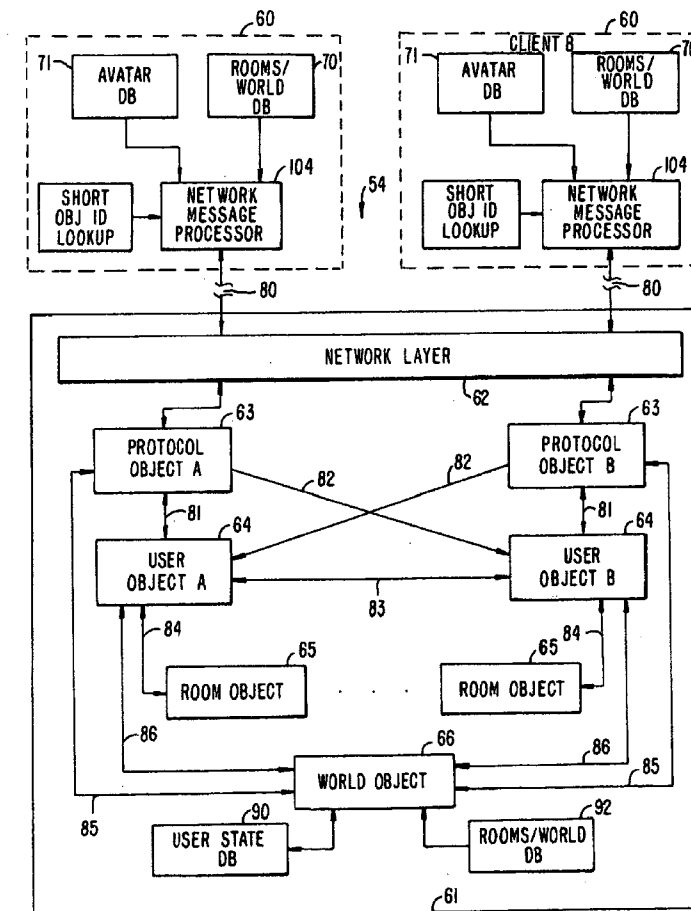 60
60
CLIENT B
71
AVATAR
DB
ROOMS/
WORLD
DB
70
71
AVATAR
DB
ROOMS/
WORLD
DB
104
104
SHORT
OBJ ID
LOOKUP
NETWORK
MESSAGE
PROCESSOR
54
SHORT
OBJ ID
LOOKUP
NETWORK
MESSAGE
PROCESSOR
80
80
NETWORK LAYER
62
63
63
PROTOCOL
OBJECT A
82
82
PROTOCOL
OBJECT B
81
64
81
64
USER
OBJECT A
USER
OBJECT B
83
84
84
65
65
ROOM OBJECT
. . .
ROOM OBJECT
86
66
86
WORLD OBJECT
85
85
90
92
USER STATE
DB
ROOMS/WORLD
DB
61